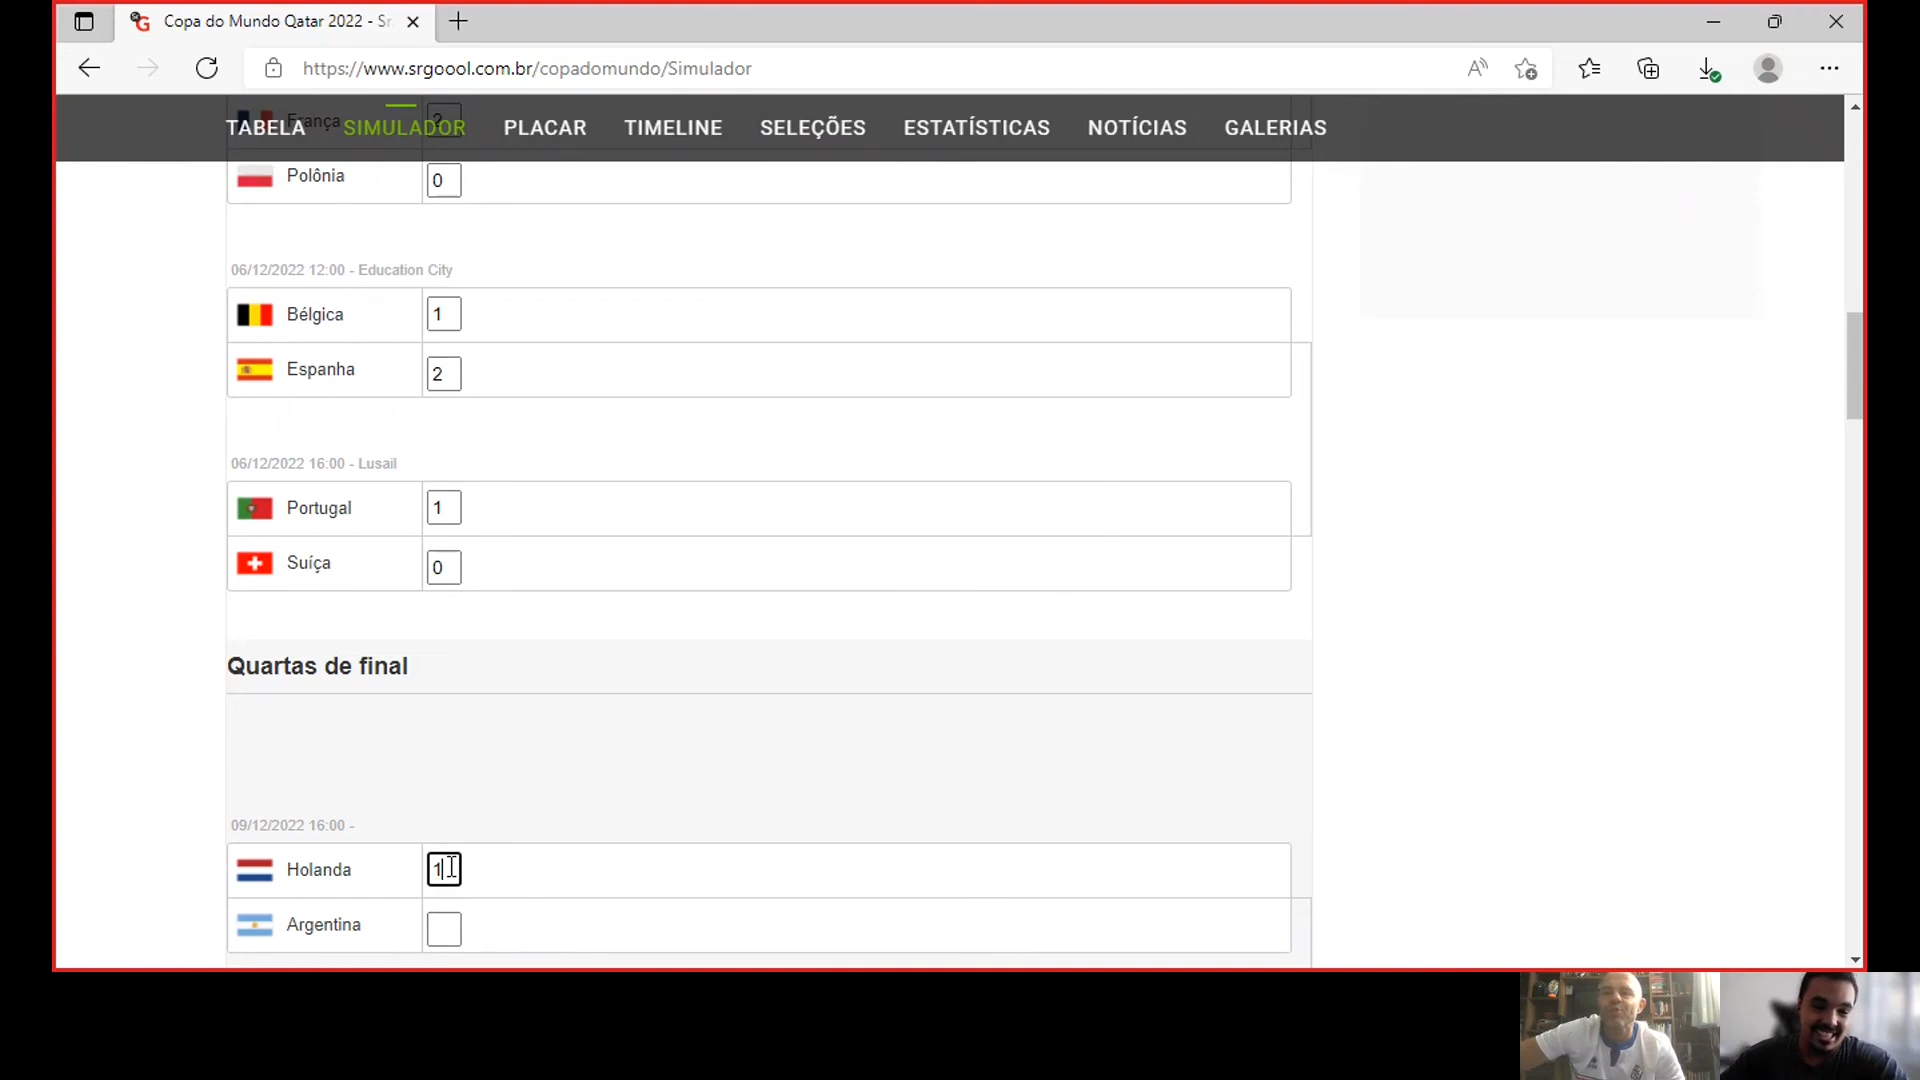 Copa do Mundo Qatar 2022 - Sr
https://www.srgoool.com.br/copadomundo/Simulador
TABELA SIMULADOR PLACAR TIMELINE SELEÇÕES ESTATÍSTICAS NOTÍCIAS GALERIAS
França 2
Polônia 0
06/12/2022 12:00 - Education City
Bélgica 1
Espanha 2
06/12/2022 16:00 - Lusail
Portugal 1
Suíça 0
Quartas de final
09/12/2022 16:00 -
Holanda 1
Argentina